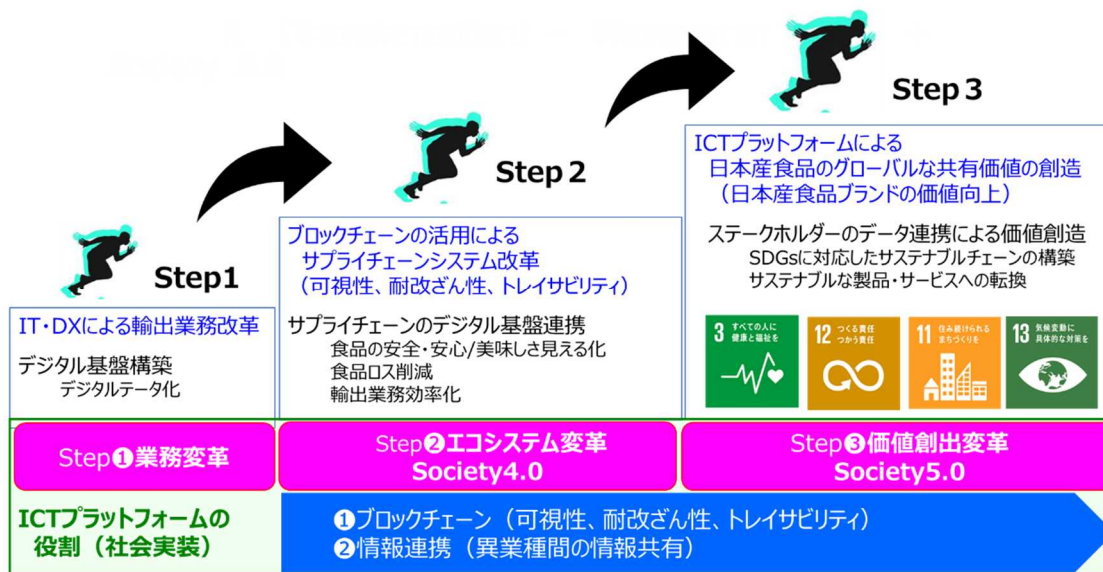 Step 3
ICTプラットフォームによる
日本産食品のグローバルな共有価値の創造
（日本産食品ブランドの価値向上）
ステークホルダーのデータ連携による価値創造
SDGsに対応したサステナブルチェーンの構築
サステナブルな製品・サービスへの転換
3 すべての人に
健康と福祉を
12 つくる責任
つかう責任
11 住み続けられる
まちづくりを
13 気候変動に
具体的な対策を
Step 2
ブロックチェーンの活用による
サプライチェーンシステム改革
（可視性、耐改ざん性、トレイサビリティ）
サプライチェーンのデジタル基盤連携
食品の安全・安心/美味しさ見える化
食品ロス削減
輸出業務効率化
Step1
IT・DXによる輸出業務改革
デジタル基盤構築
デジタルデータ化
Step❶業務変革
Step❷エコシステム変革
Society4.0
Step❸価値創出変革
Society5.0
ICTプラットフォームの
役割（社会実装）
❶ブロックチェーン（可視性、耐改ざん性、トレイサビリティ）
❷情報連携（異業種間の情報共有）